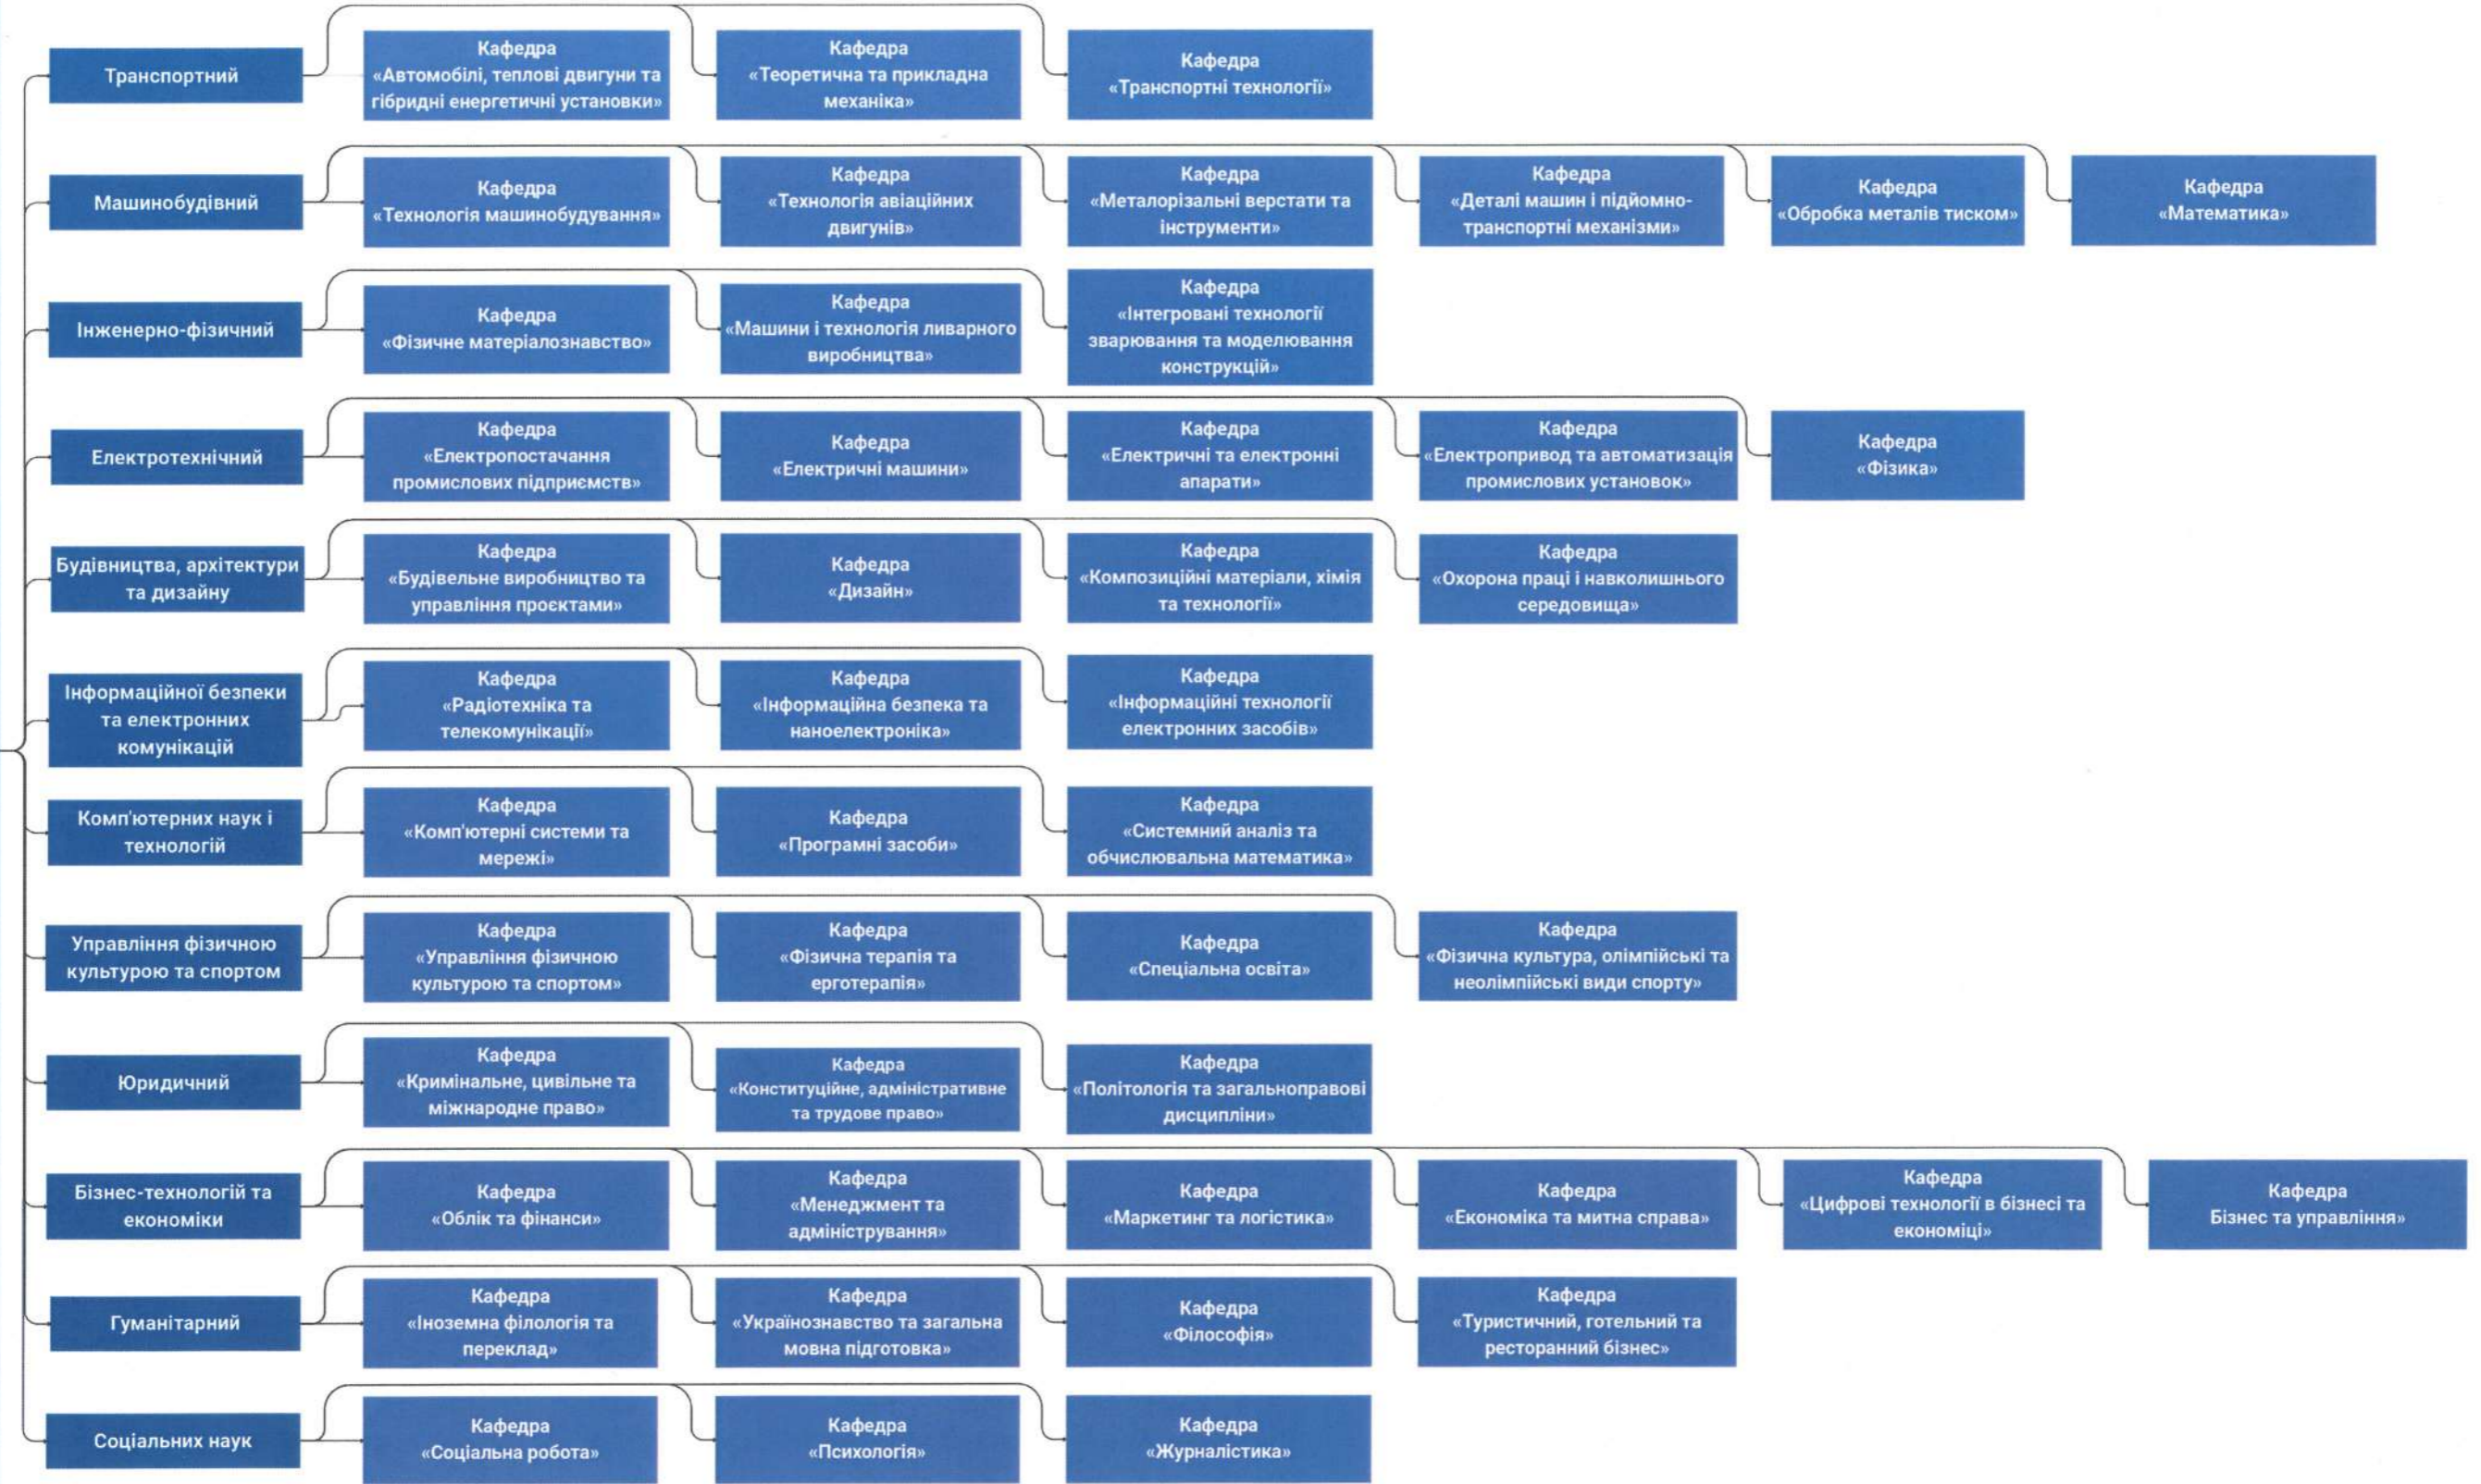 Транспортний
Кафедра
«Автомобілі, теплові двигуни та
гібридні енергетичні установки»
Кафедра
«Теоретична та прикладна
механіка»
Кафедра
«Транспортні технології»
Машинобудівний
Кафедра
«Технологія машинобудування»
Кафедра
«Технологія авіаційних
двигунів»
Кафедра
«Металорізальні верстати та
інструменти»
Кафедра
«Деталі машин і підйомно-
транспортні механізми»
Кафедра
«Обробка металів тиском»
Кафедра
«Математика»
Інженерно-фізичний
Кафедра
«Фізичне матеріалознавство»
Кафедра
«Машини і технологія ливарного
виробництва»
Кафедра
«Інтегровані технології
зварювання та моделювання
конструкцій»
Електротехнічний
Кафедра
«Електропостачання
промислових підприємств»
Кафедра
«Електричні машини»
Кафедра
«Електричні та електронні
апарати»
Кафедра
«Електропривод та автоматизація
промислових установок»
Кафедра
«Фізика»
Будівництва, архітектури
та дизайну
Кафедра
«Будівельне виробництво та
управління проєктами»
Кафедра
«Дизайн»
Кафедра
«Композиційні матеріали, хімія
та технології»
Кафедра
«Охорона праці і навколишнього
середовища»
Інформаційної безпеки
та електронних
комунікацій
Кафедра
«Радіотехніка та
телекомунікації»
Кафедра
«Інформаційна безпека та
наноелектроніка»
Кафедра
«Інформаційні технології
електронних засобів»
Комп'ютерних наук і
технологій
Кафедра
«Комп'ютерні системи та
мережі»
Кафедра
«Програмні засоби»
Кафедра
«Системний аналіз та
обчислювальна математика»
Управління фізичною
культурою та спортом
Кафедра
«Управління фізичною
культурою та спортом»
Кафедра
«Фізична терапія та
ерготерапія»
Кафедра
«Спеціальна освіта»
Кафедра
«Фізична культура, олімпійські та
неолімпійські види спорту»
Юридичний
Кафедра
«Кримінальне, цивільне та
міжнародне право»
Кафедра
«Конституційне, адміністративне
та трудове право»
Кафедра
«Політологія та загальноправові
дисципліни»
Бізнес-технологій та
економіки
Кафедра
«Облік та фінанси»
Кафедра
«Менеджмент та
адміністрування»
Кафедра
«Маркетинг та логістика»
Кафедра
«Економіка та митна справа»
Кафедра
«Цифрові технології в бізнесі та
економіці»
Кафедра
Бізнес та управління»
Гуманітарний
Кафедра
«Іноземна філологія та
переклад»
Кафедра
«Українознавство та загальна
мовна підготовка»
Кафедра
«Філософія»
Кафедра
«Туристичний, готельний та
ресторанний бізнес»
Соціальних наук
Кафедра
«Соціальна робота»
Кафедра
«Психологія»
Кафедра
«Журналістика»